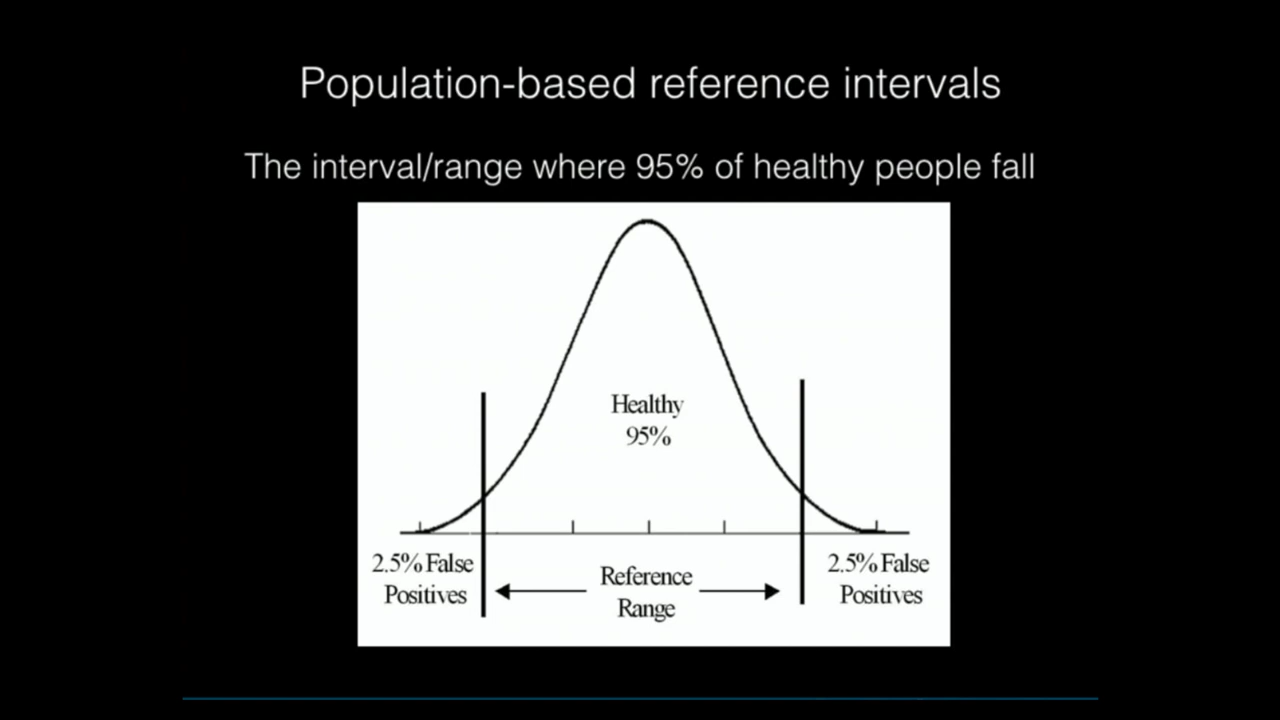 Population-based reference intervals
The interval/range where 95% of healthy people fall
Healthy
95%
2.5% False
Positives
Reference
Range
2.5% False
Positives